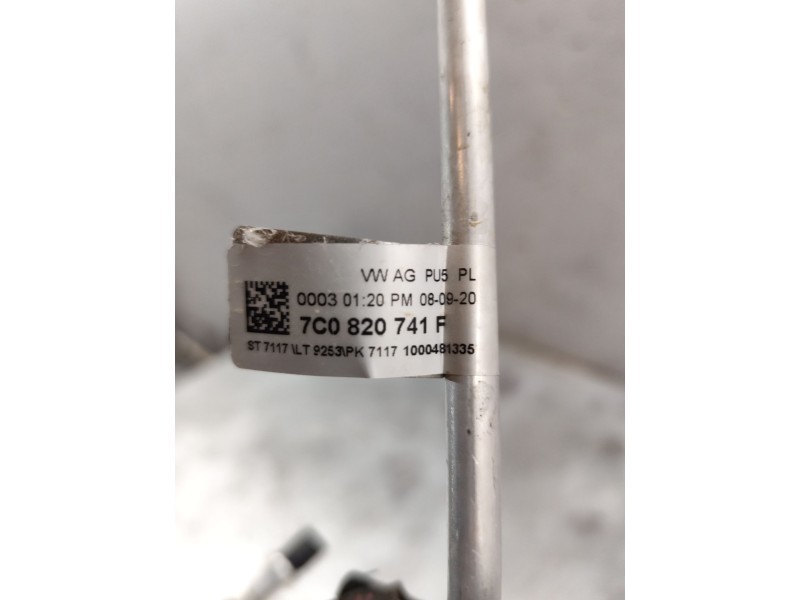 VW AG PU5 PL
0003 01:20 PM 08-09-20
7C0 820 741 F
ST 7117 \LT 9253\PK 7117 1000481335